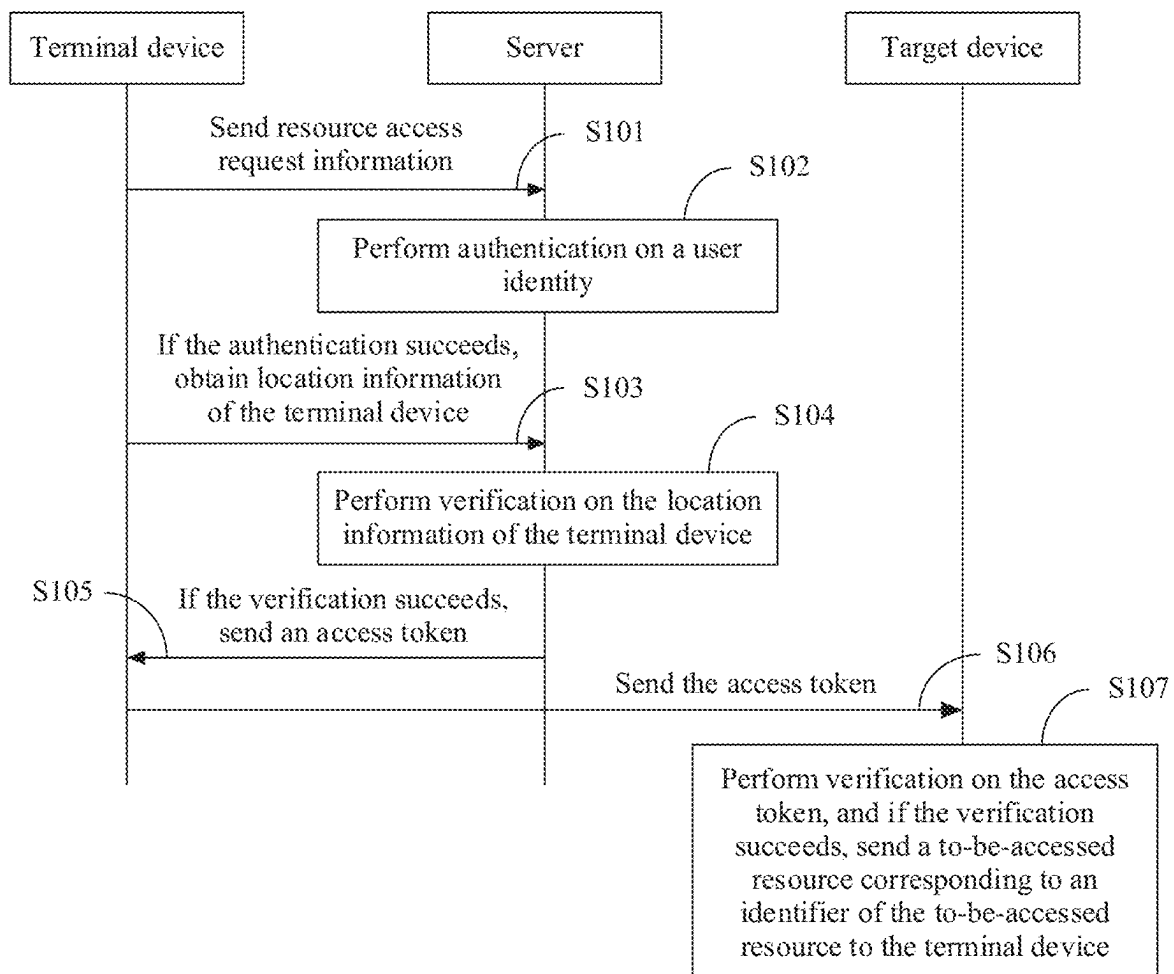 Terminal device
Server
Target device
Send resource access
request information
S101
S102
Perform authentication on a user
identity
If the authentication succeeds,
obtain location information
of the terminal device
S103
S104
Perform verification on the location
information of the terminal device
S105
If the verification succeeds,
send an access token
S106
Send the access token
S107
Perform verification on the access
token, and if the verification
succeeds, send a to-be-accessed
resource corresponding to an
identifier of the to-be-accessed
resource to the terminal device